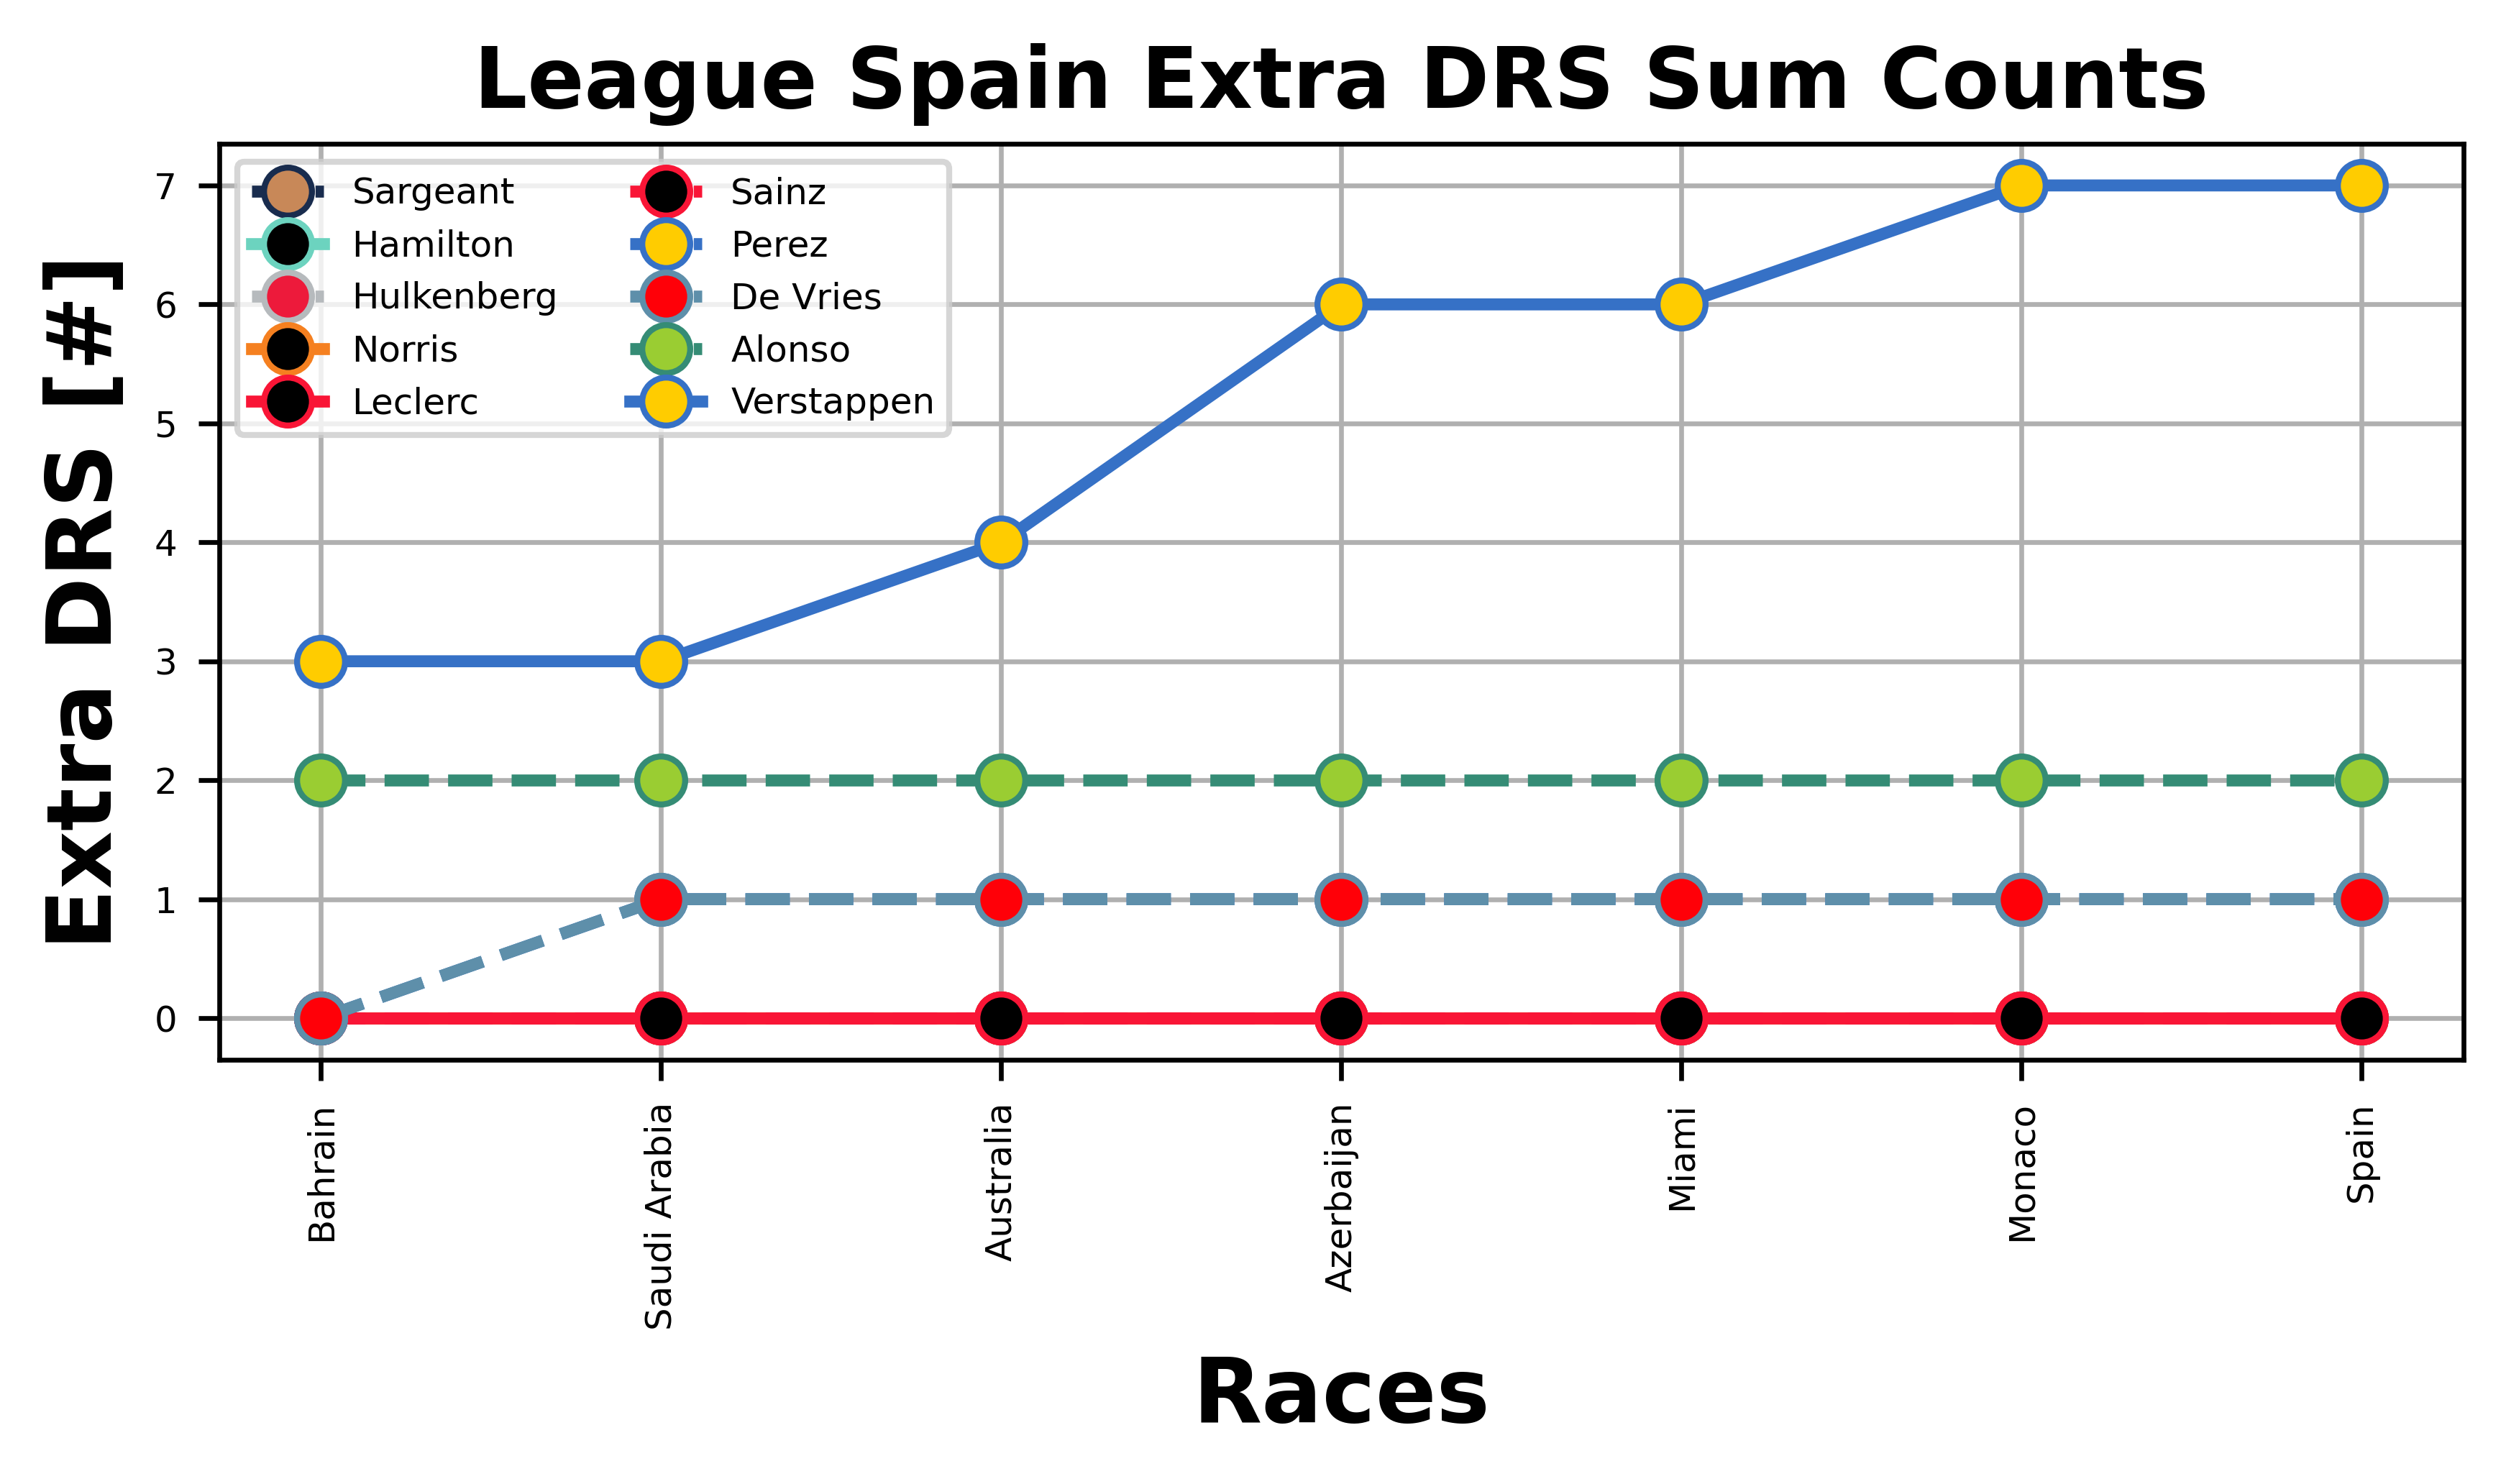 League Spain Extra DRS Sum Counts
Extra DRS [#]
7
6
5
4
3
2
1
0
Sargeant
Hamilton
Hulkenberg
Norris
Leclerc
Sainz
Perez
De Vries
Alonso
Verstappen
Bahrain
Saudi Arabia
Australia
Azerbaijan
Miami
Monaco
Spain
Races